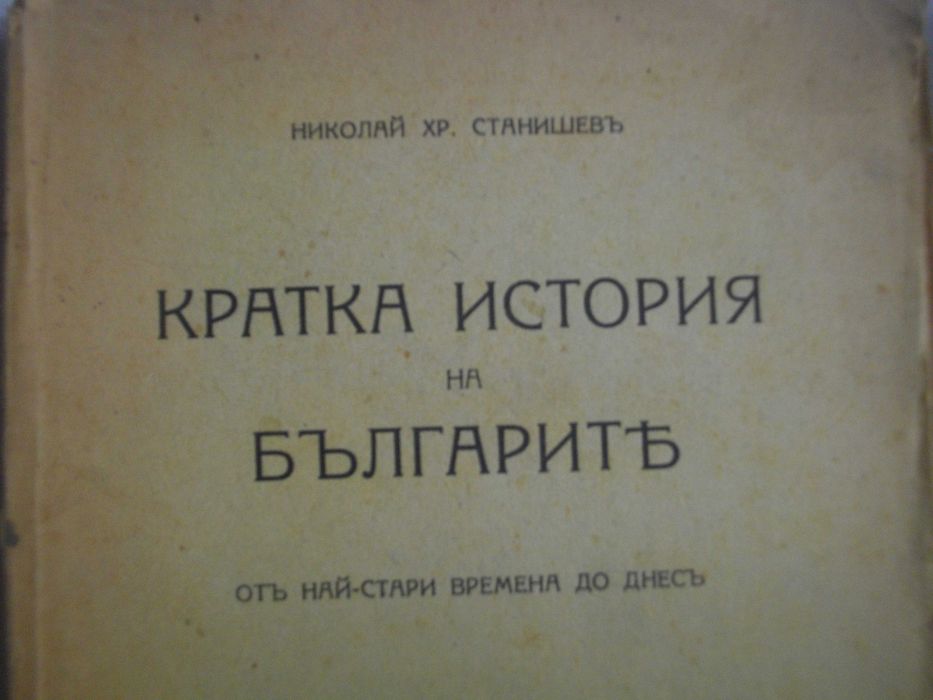 НИКОЛАЙ ХР. СТАНИШЕВЪ
КРАТКА ИСТОРИЯ
НА
БЪЛГАРИТѢ
ОТЪ НАЙ-СТАРИ ВРЕМЕНА ДО ДНЕСЪ